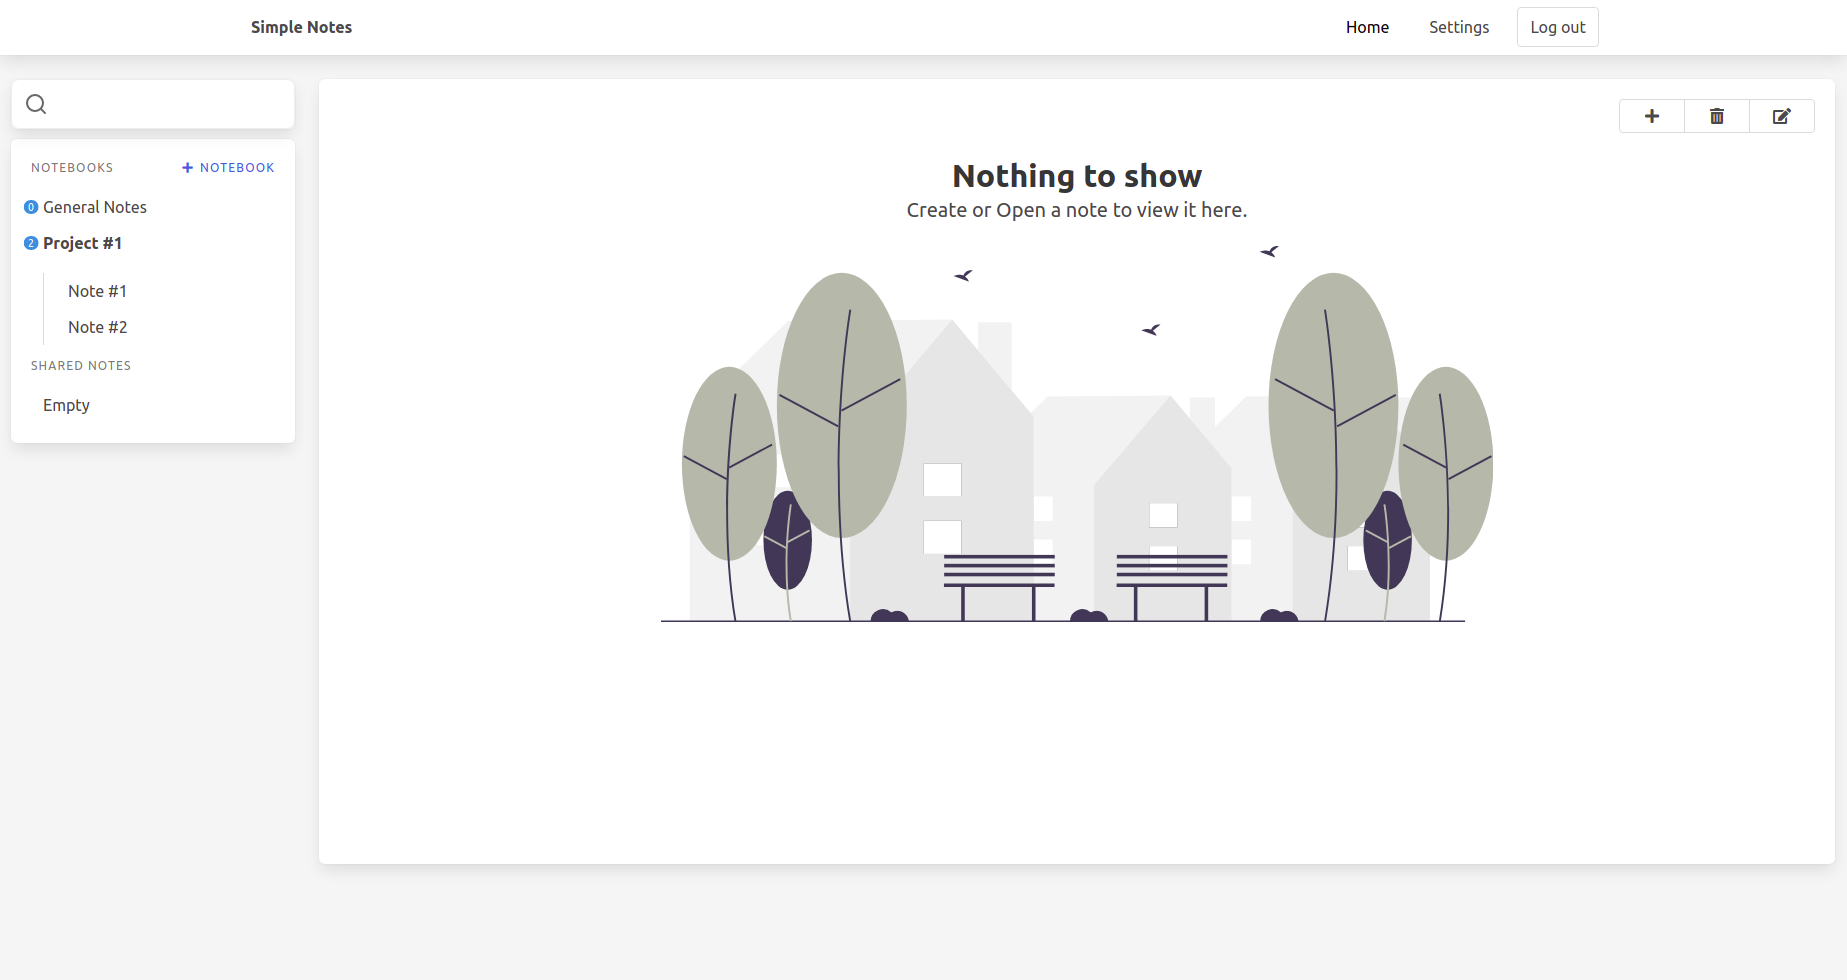 Simple Notes
Home
Settings
Log out
NOTEBOOKS
NOTEBOOK
0 General Notes
2 Project #1
Note #1
Note #2
SHARED NOTES
Empty
Nothing to show
Create or Open a note to view it here.